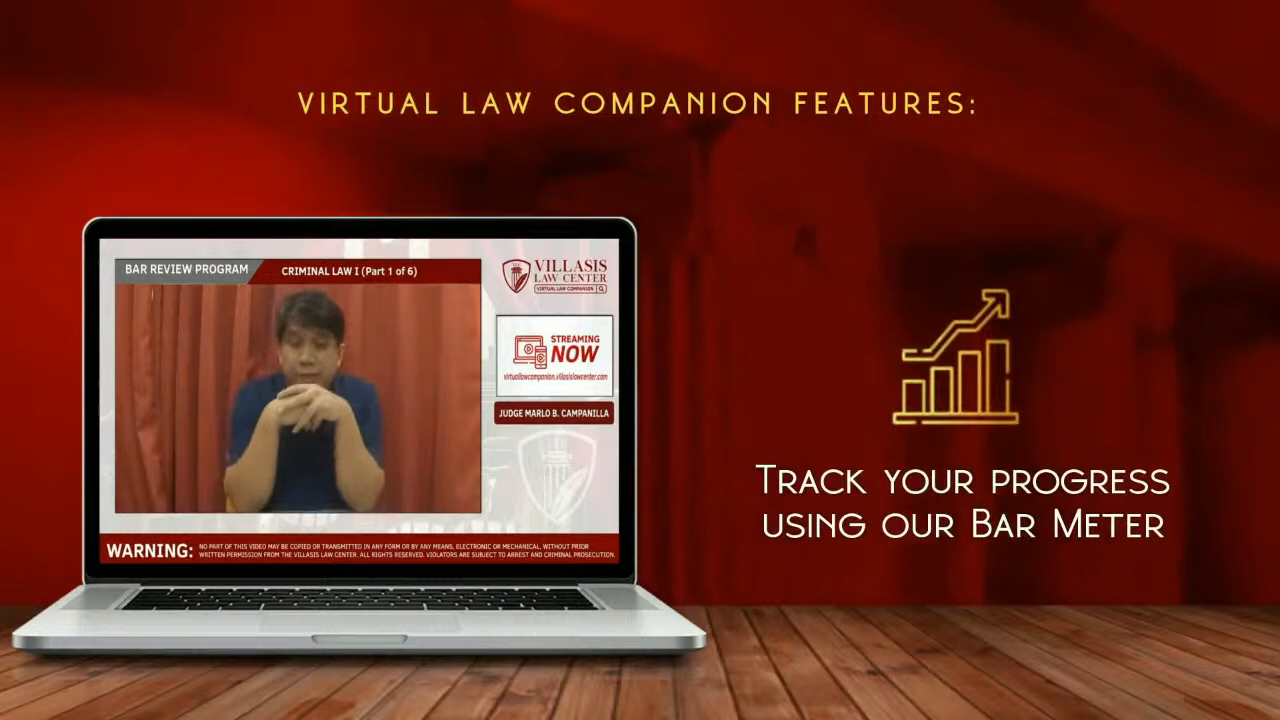 VIRTUAL LAW COMPANION FEATURES:
BAR REVIEW PROGRAM
CRIMINAL LAW I (Part 1 of 6)
VILLASIS
LAW CENTER
VIRTUAL LAW COMPANION
STREAMING
NOW
virtuallawcompanion.villasislawcenter.com
JUDGE MARLO B. CAMPANILLA
WARNING:
NO PART OF THIS VIDEO MAY BE COPIED OR TRANSMITTED IN ANY FORM OR BY ANY MEANS, ELECTRONIC OR MECHANICAL, WITHOUT PRIOR
WRITTEN PERMISSION FROM THE VILLASIS LAW CENTER. ALL RIGHTS RESERVED. VIOLATORS ARE SUBJECT TO ARREST AND CRIMINAL PROSECUTION.
TRACK YOUR PROGRESS
USING OUR BAR METER